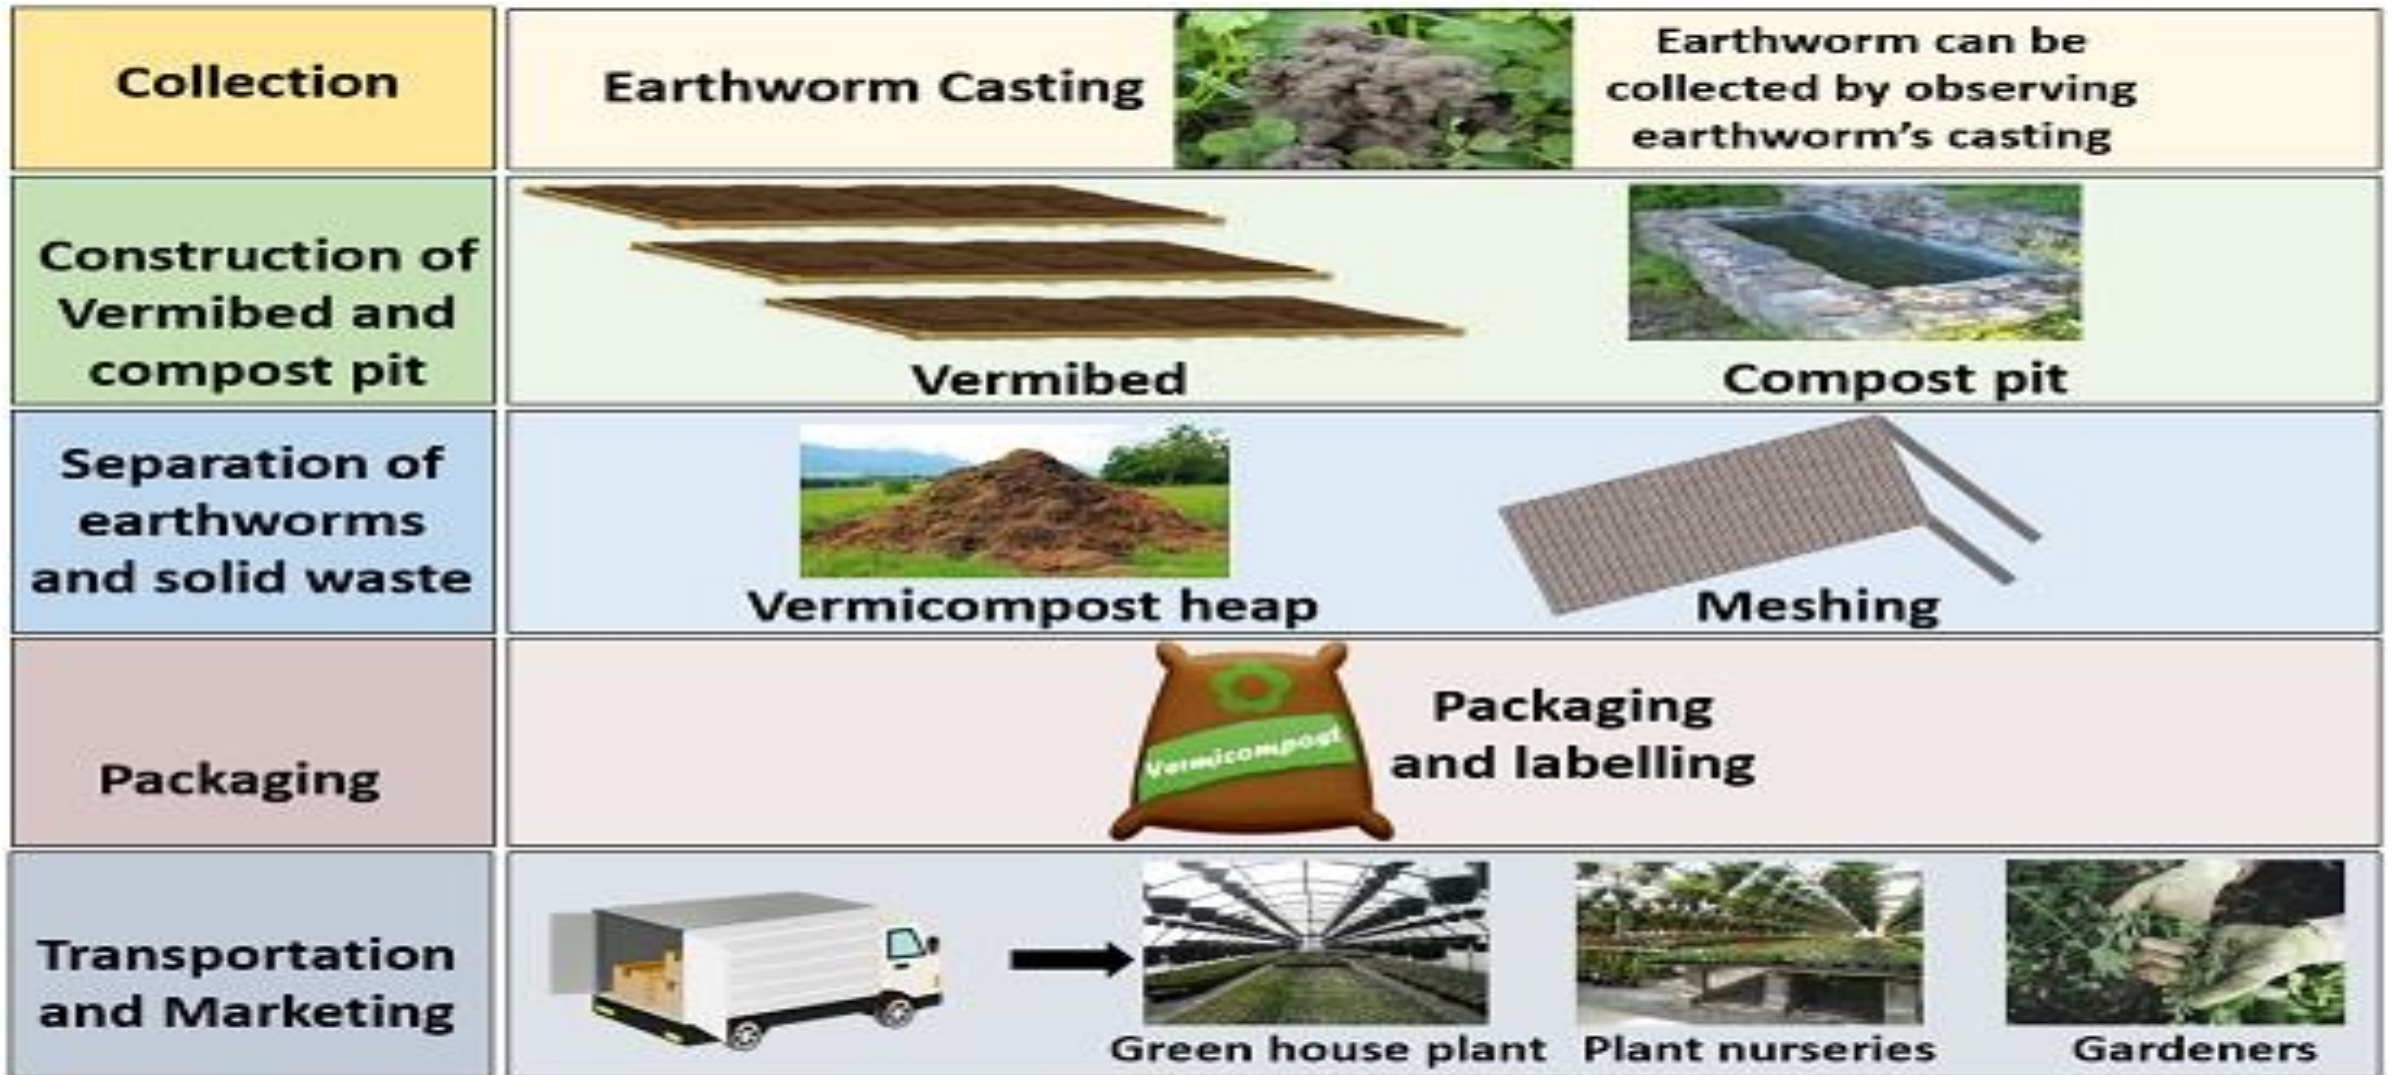 Collection
Earthworm Casting
Earthworm can be
collected by observing
earthworm's casting
Construction of
Vermibed and
compost pit
Vermibed
Compost pit
Separation of
earthworms
and solid waste
Vermicompost heap
Meshing
Packaging
Vermicompost
Packaging
and labelling
Transportation
and Marketing
Green house plant
Plant nurseries
Gardeners